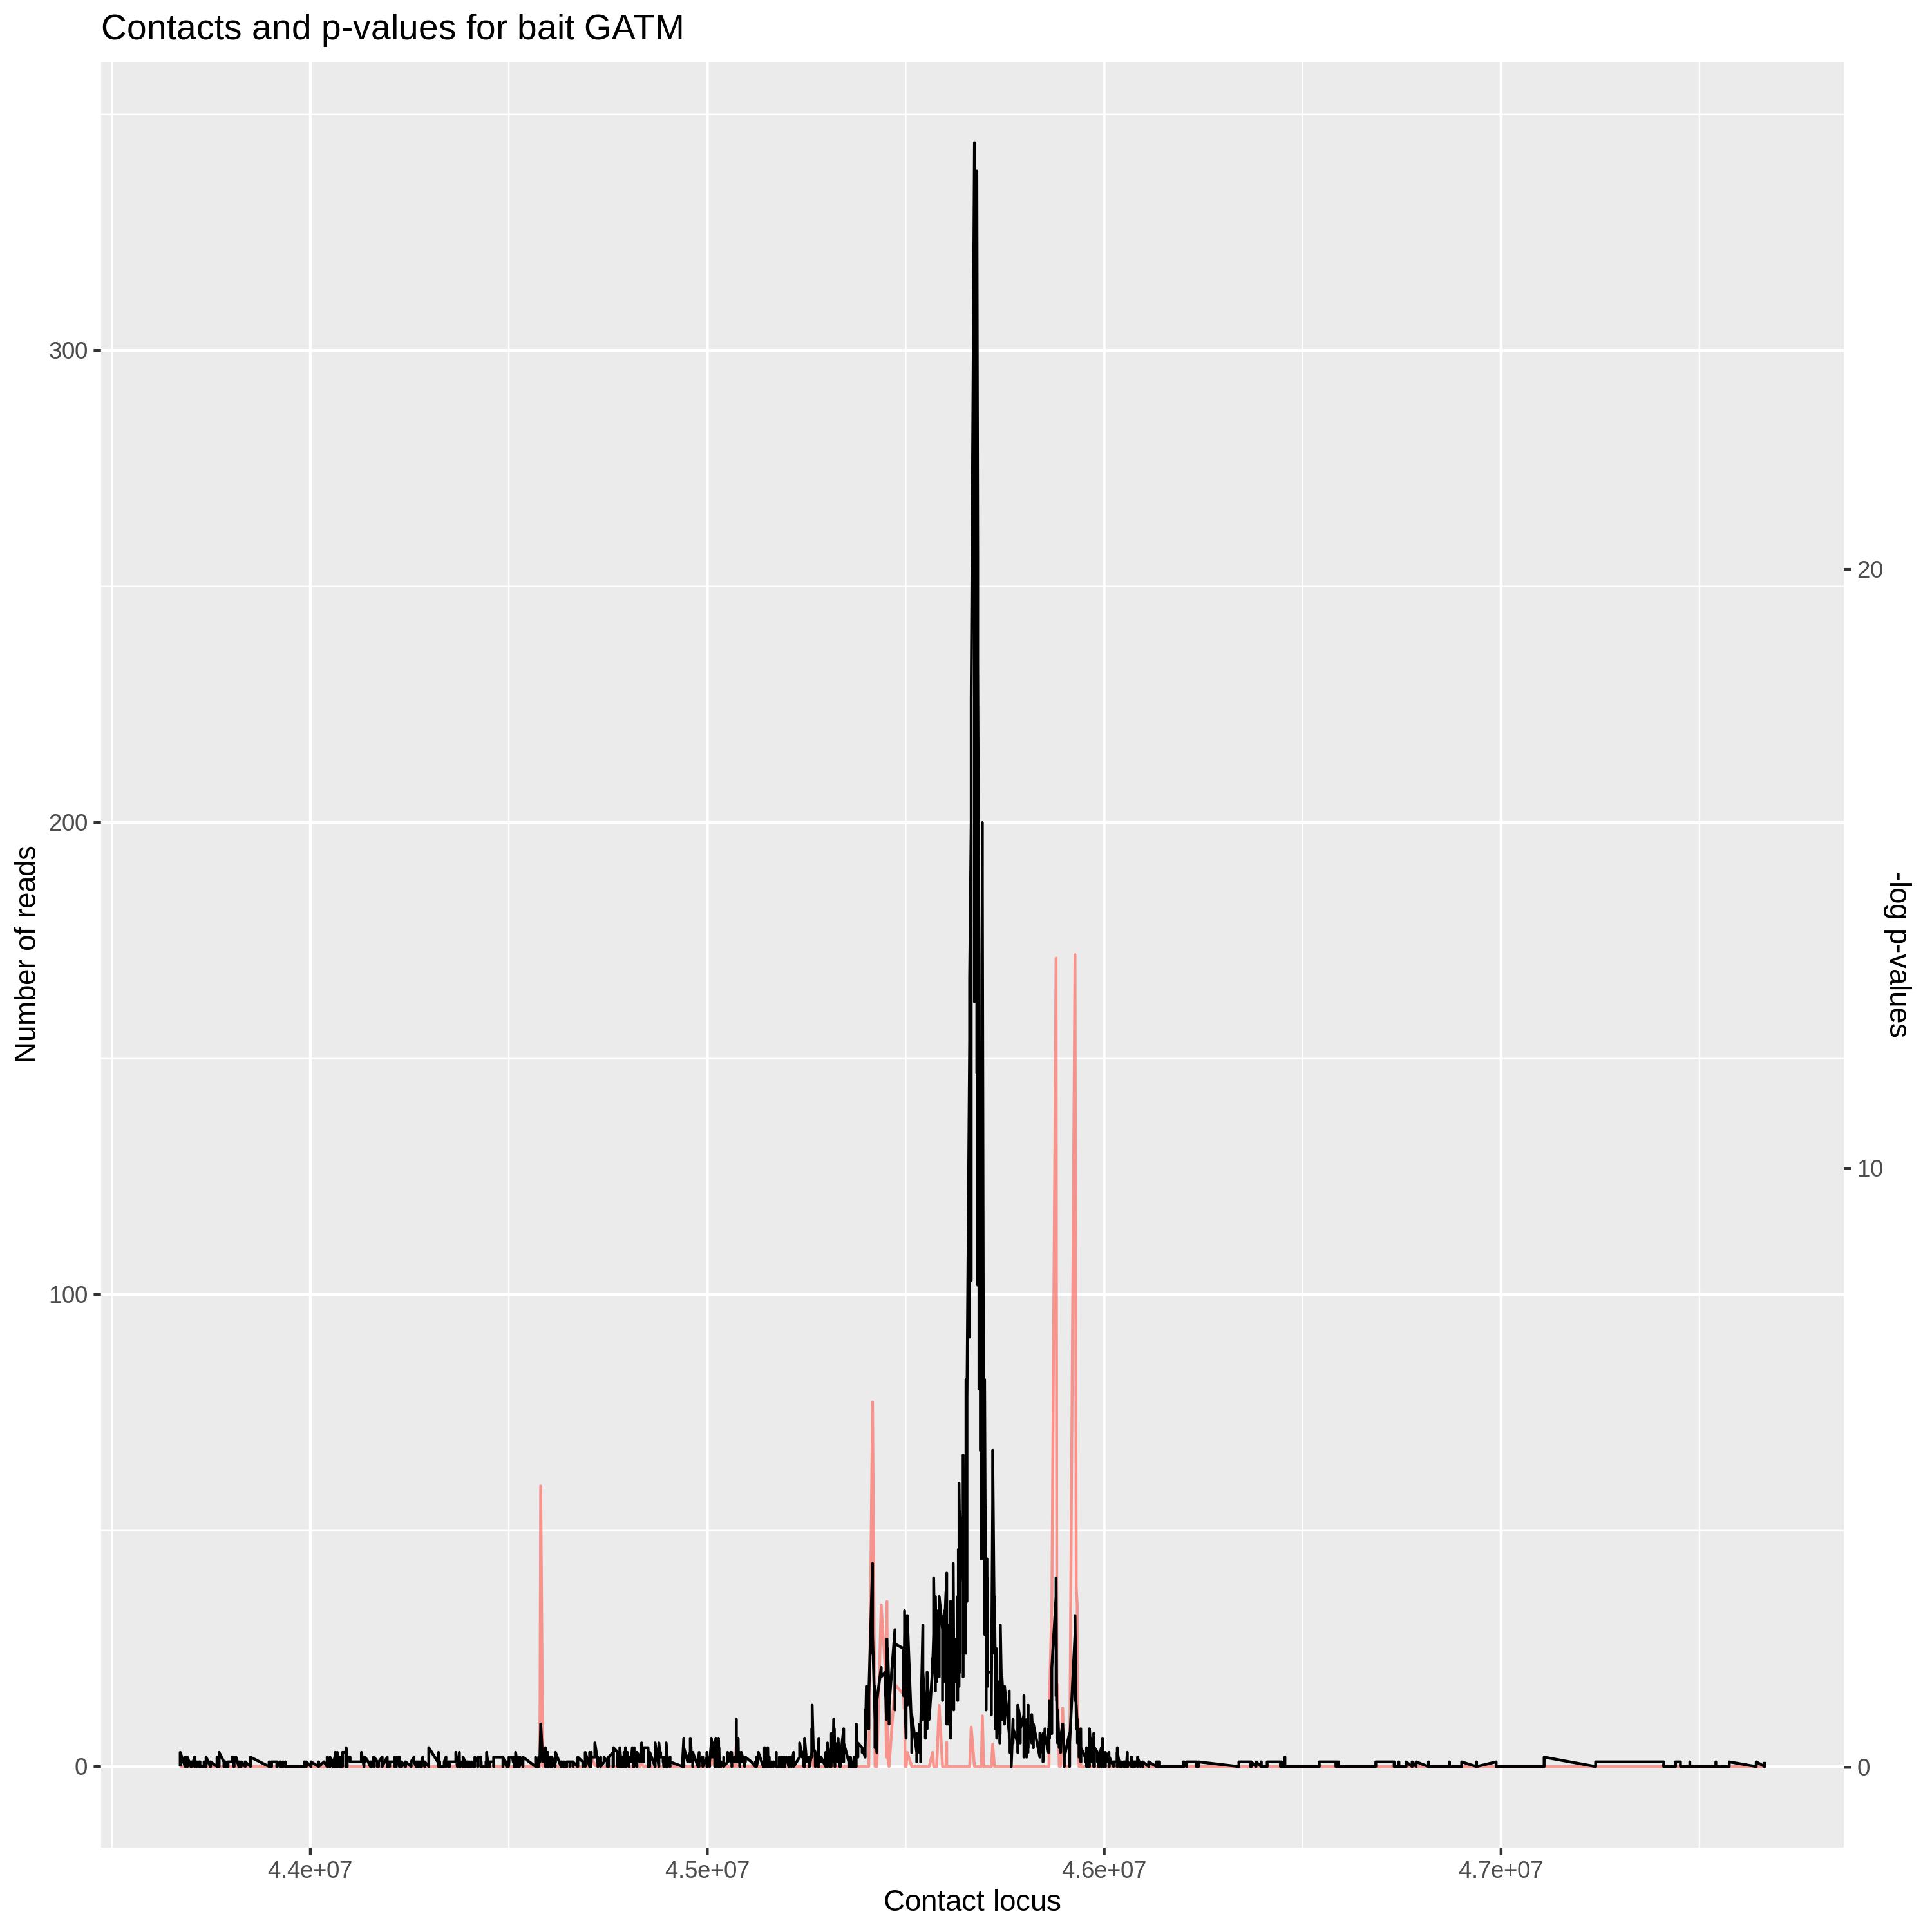 Contacts and p-values for bait GATM
Number of reads
300
200
100
0
20
10
0
-log p-values
4.4e+07
4.5e+07
4.6e+07
4.7e+07
Contact locus